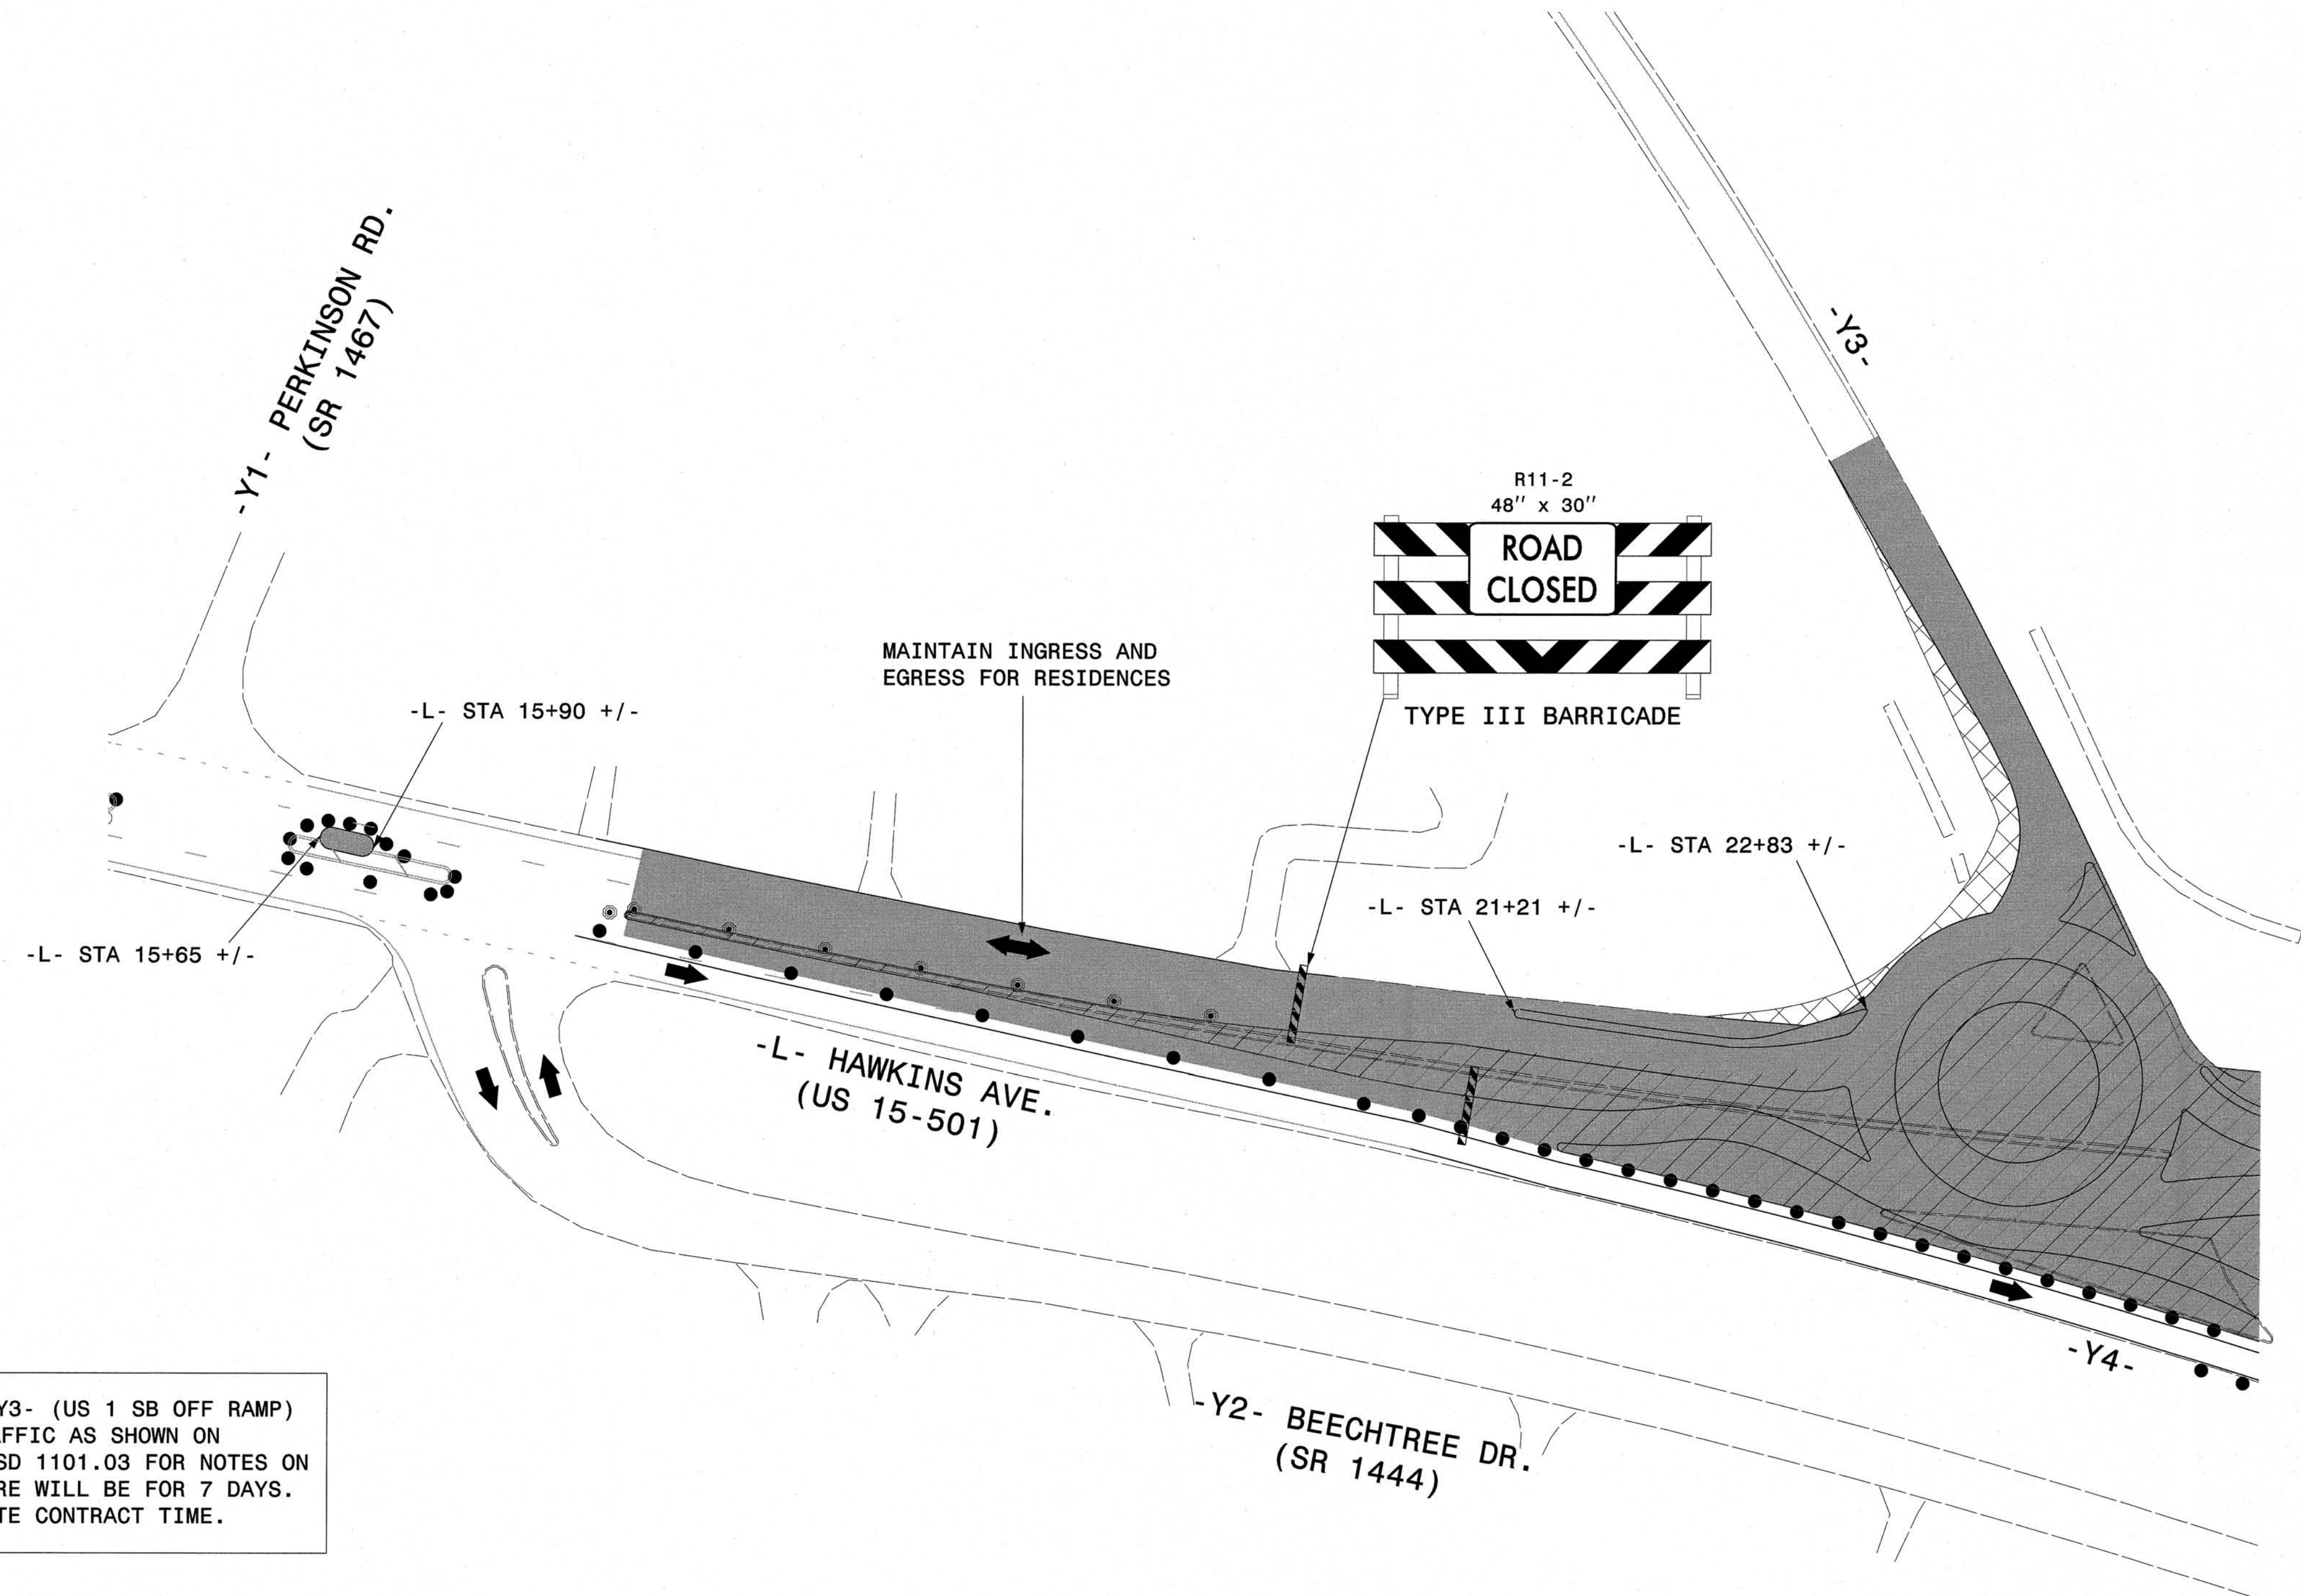 -Y1- PERKINSON RD.
(SR 1467)
-Y3-
R11-2
48" x 30"
ROAD
CLOSED
TYPE III BARRICADE
MAINTAIN INGRESS AND
EGRESS FOR RESIDENCES
-L- STA 15+90 +/-
-L- STA 22+83 +/-
-L- STA 21+21 +/-
-L- STA 15+65 +/-
-L- HAWKINS AVE.
(US 15-501)
-Y4-
-Y2- BEECHTREE DR.
(SR 1444)
Y3- (US 1 SB OFF RAMP)
AFFIC AS SHOWN ON
SD 1101.03 FOR NOTES ON
RE WILL BE FOR 7 DAYS.
TE CONTRACT TIME.